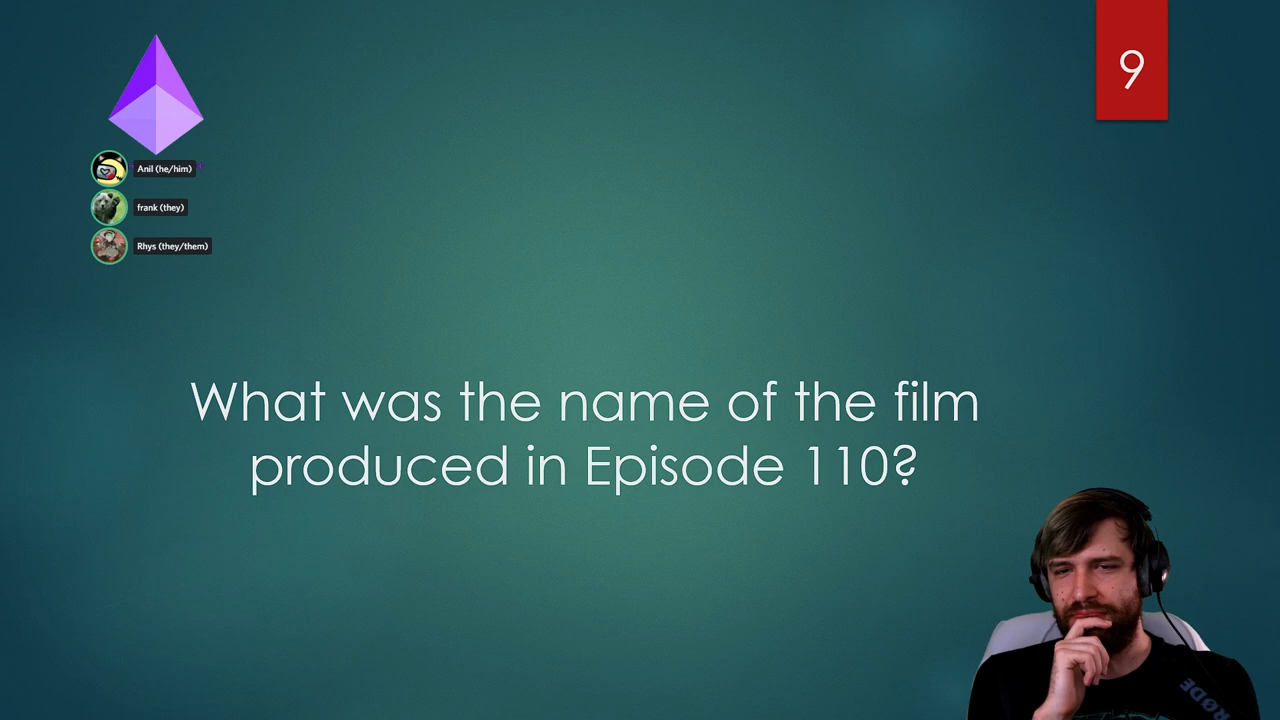 9
Anil (he/him)
frank (they)
Rhys (they/them)
What was the name of the film
produced in Episode 110?
RØDE